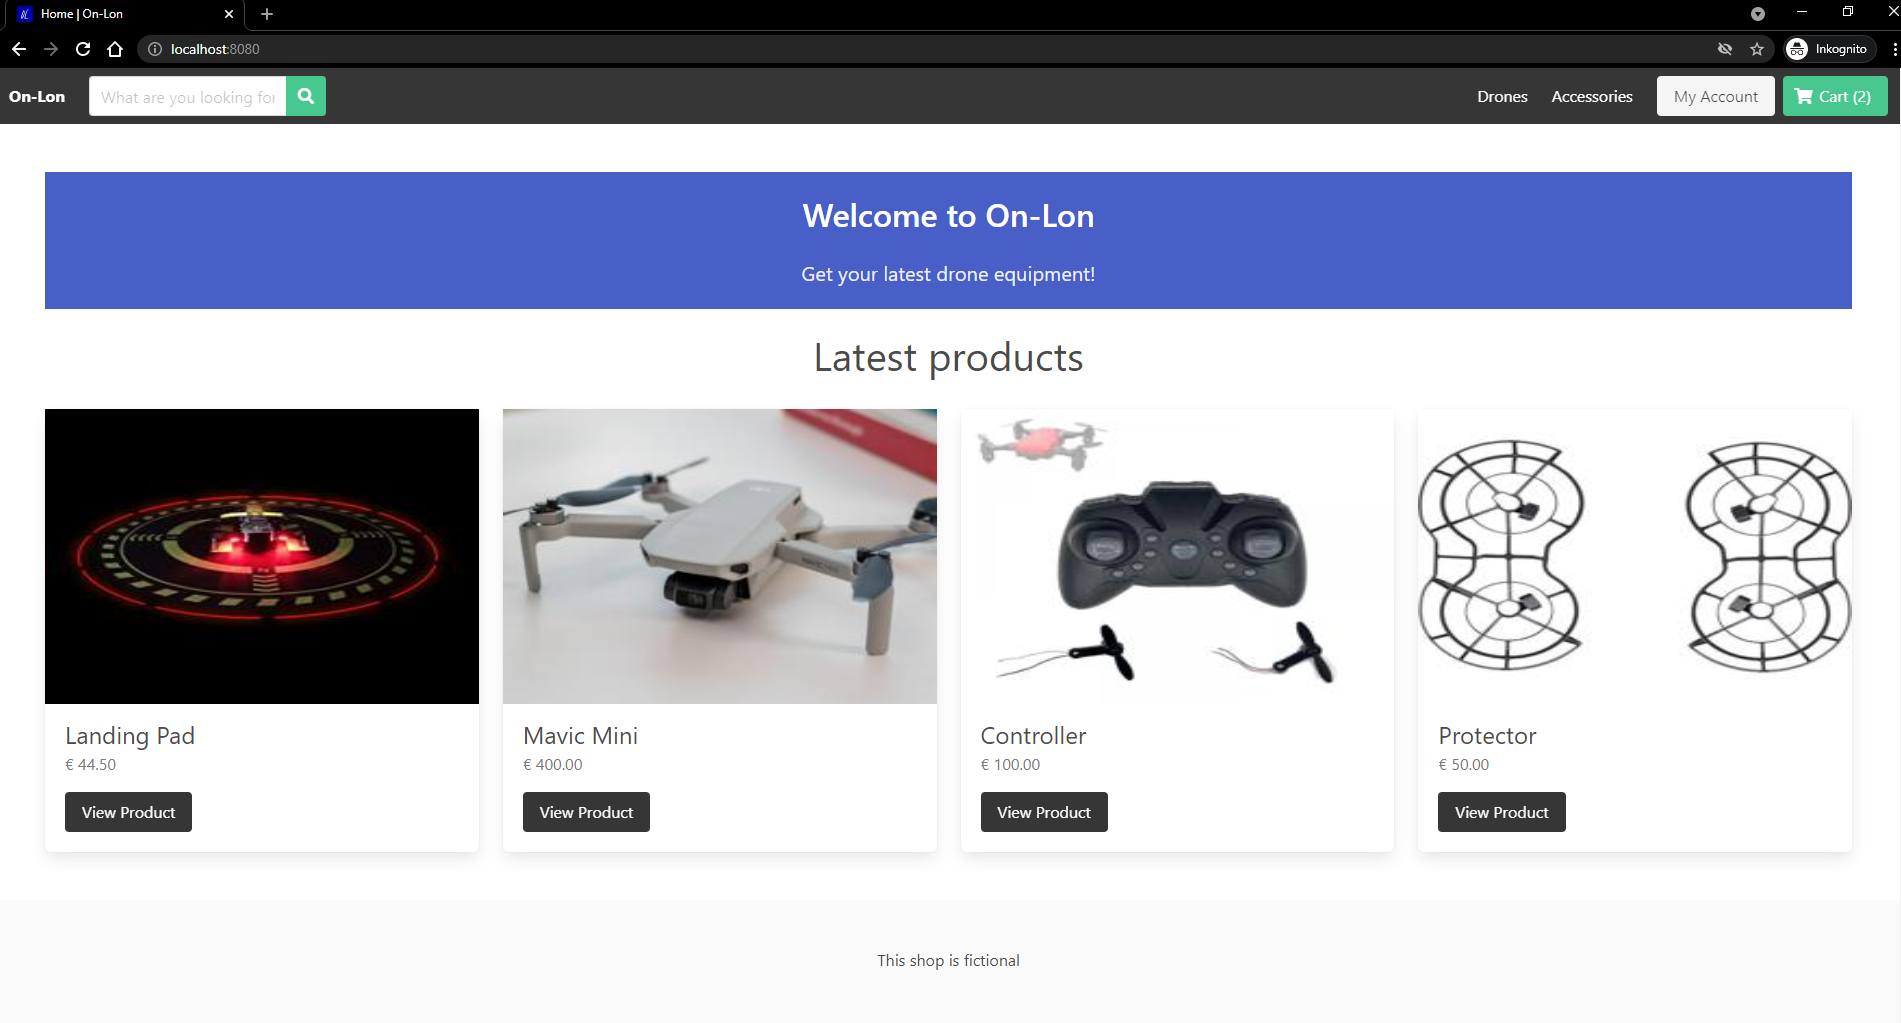 Home | On-Lon
localhost:8080
Inkognito
On-Lon
What are you looking for
Drones
Accessories
My Account
Cart (2)
Welcome to On-Lon
Get your latest drone equipment!
Latest products
Landing Pad
€ 44.50
View Product
Mavic Mini
€ 400.00
View Product
Controller
€ 100.00
View Product
Protector
€ 50.00
View Product
This shop is fictional